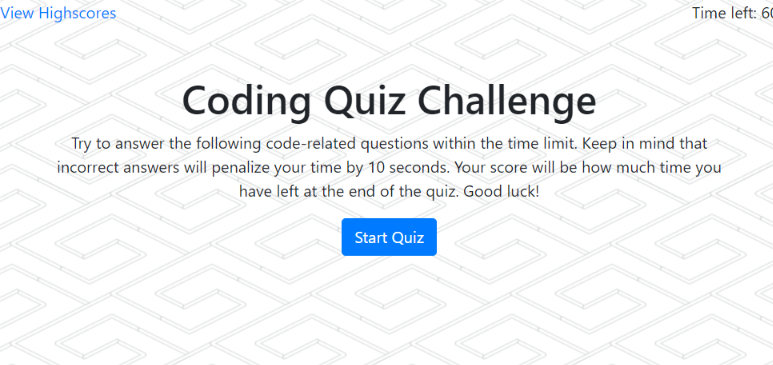 View Highscores
Time left: 60
Coding Quiz Challenge
Try to answer the following code-related questions within the time limit. Keep in mind that
incorrect answers will penalize your time by 10 seconds. Your score will be how much time you
have left at the end of the quiz. Good luck!
Start Quiz